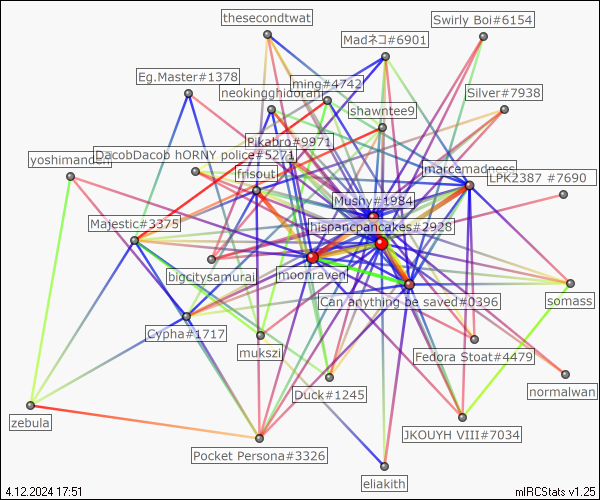 thesecondtwat
Swirly Boi#6154
Madネコ#6901
Eg.Master#1378
ming#4742
neokingghidorah
Silver#7938
shawntee9
Pikabro#9971
DacobDacob hORNY police#5271
yoshimanden
marcemadness
LPK2387 #7690
frisout
Mushy#1984
Majestic#3375
hispancpancakes#2928
bigcitysamurai
moonraven
Can anything be saved#0396
somass
Cypha#1717
mukszi
Fedora Stoat#4479
Duck#1245
normalwan
zebula
JKOUYH VIII#7034
Pocket Persona#3326
eliakith
4.12.2024 17:51
mIRCStats v1.25